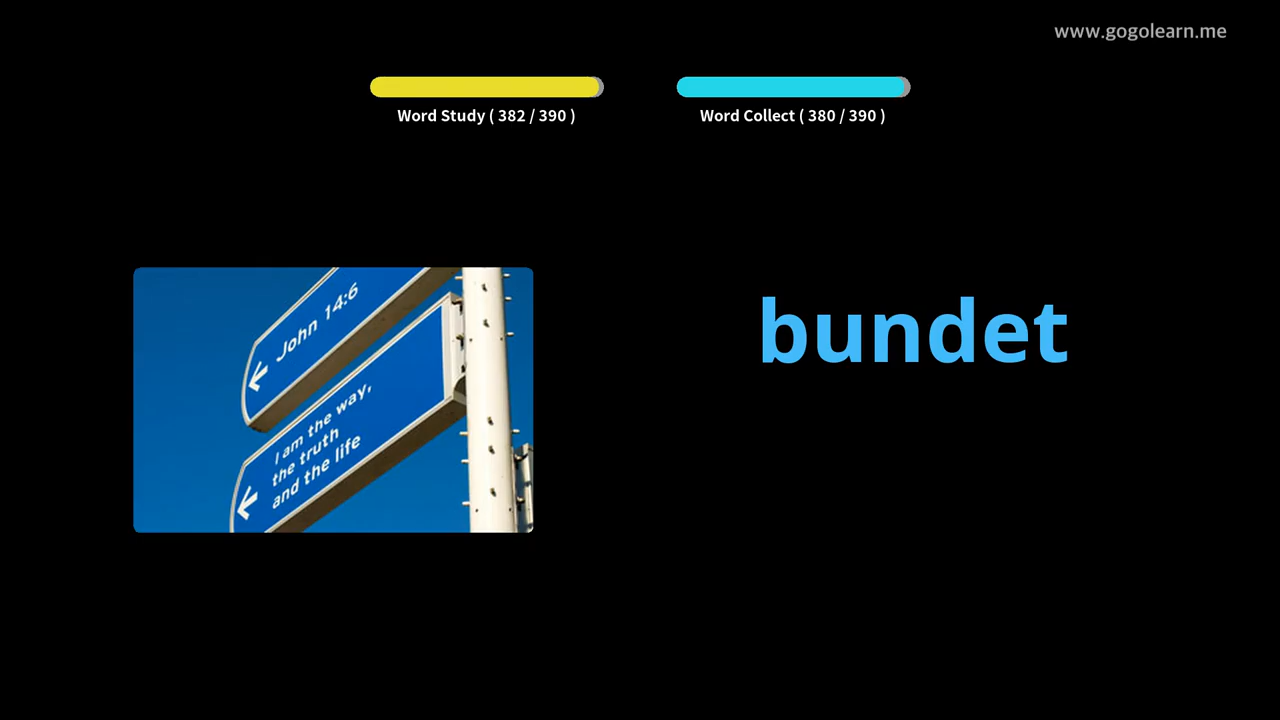 www.gogolearn.me
Word Study ( 382 / 390 )
Word Collect ( 380 / 390 )
John 14:6
I am the way,
the truth
and the life
bundet